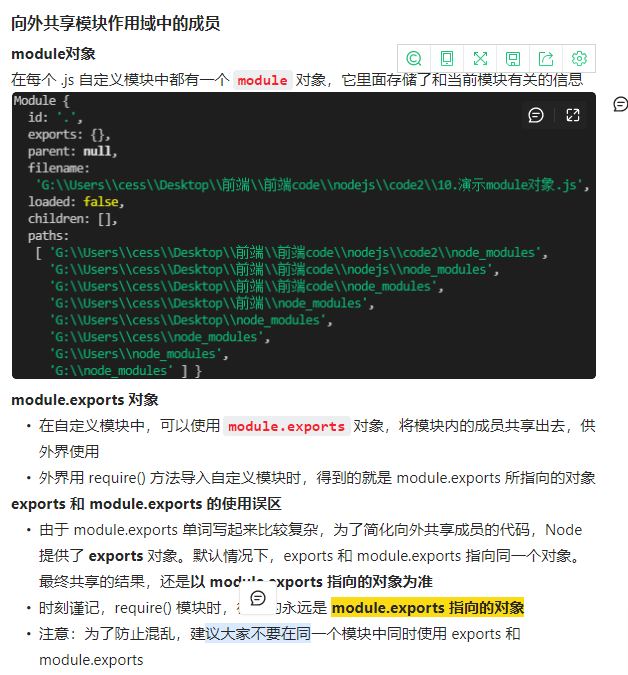 向外共享模块作用域中的成员
module对象
在每个 .js 自定义模块中都有一个 module 对象，它里面存储了和当前模块有关的信息
Module {
id: '.',
exports: {},
parent: null,
filename:
'G:\\Users\\cess\\Desktop\\前端\\前端code\\nodejs\\code2\\10.演示module对象.js',
loaded: false,
children: [],
paths:
[ 'G:\\Users\\cess\\Desktop\\前端\\前端code\\nodejs\\code2\\node_modules',
'G:\\Users\\cess\\Desktop\\前端\\前端code\\nodejs\\node_modules',
'G:\\Users\\cess\\Desktop\\前端\\前端code\\node_modules',
'G:\\Users\\cess\\Desktop\\前端\\node_modules',
'G:\\Users\\cess\\Desktop\\node_modules',
'G:\\Users\\cess\\node_modules',
'G:\\Users\\node_modules',
'G:\\node_modules' ] }
module.exports 对象
• 在自定义模块中，可以使用 module.exports 对象，将模块内的成员共享出去，供
外界使用
• 外界用 require() 方法导入自定义模块时，得到的就是 module.exports 所指向的对象
exports 和 module.exports 的使用误区
• 由于 module.exports 单词写起来比较复杂，为了简化向外共享成员的代码，Node
提供了 exports 对象。默认情况下，exports 和 module.exports 指向同一个对象。
最终共享的结果，还是以 module.exports 指向的对象为准
• 时刻谨记，require() 模块时，的永远是 module.exports 指向的对象
• 注意：为了防止混乱，建议大家不要在同一个模块中同时使用 exports 和
module.exports